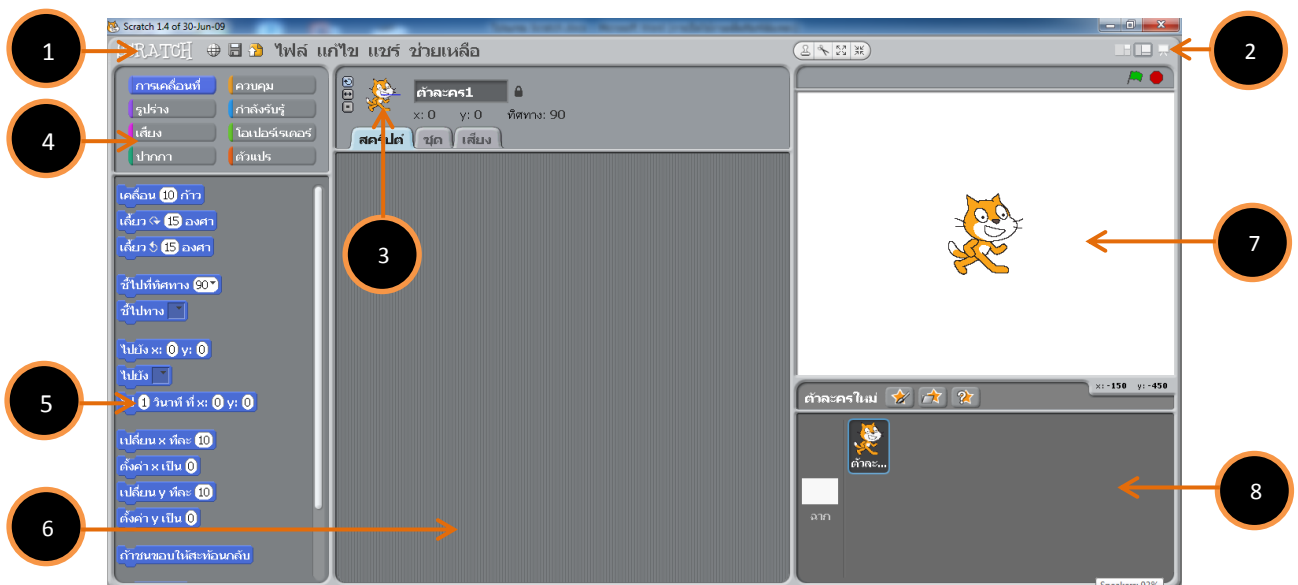 Scratch 1.4 of 30-Jun-09
SCRATCH ไฟล์ แก้ไข แชร์ ช่วยเหลือ
1
2
3
4
5
6
7
8
การเคลื่อนที่ ควบคุม
รูปร่าง กำลังรับรู้
เสียง โอเปอร์เรเตอร์
ปากกา ตัวแปร
เคลื่อน 10 ก้าว
เลี้ยว 15 องศา
เลี้ยว 15 องศา
ชี้ไปที่ทิศทาง 90
ชี้ไปทาง
ไปยัง x: 0 y: 0
ไปยัง
1 วินาที ที่ x: 0 y: 0
เปลี่ยน x ทีละ 10
ตั้งค่า x เป็น 0
เปลี่ยน y ทีละ 10
ตั้งค่า y เป็น 0
ถ้าชนขอบให้สะท้อนกลับ
ตัวละคร1
x: 0 y: 0 ทิศทาง: 90
สคริปต์ ชุด เสียง
x: -150 y: -450
ตัวละครใหม่
ตัวละ...
ฉาก